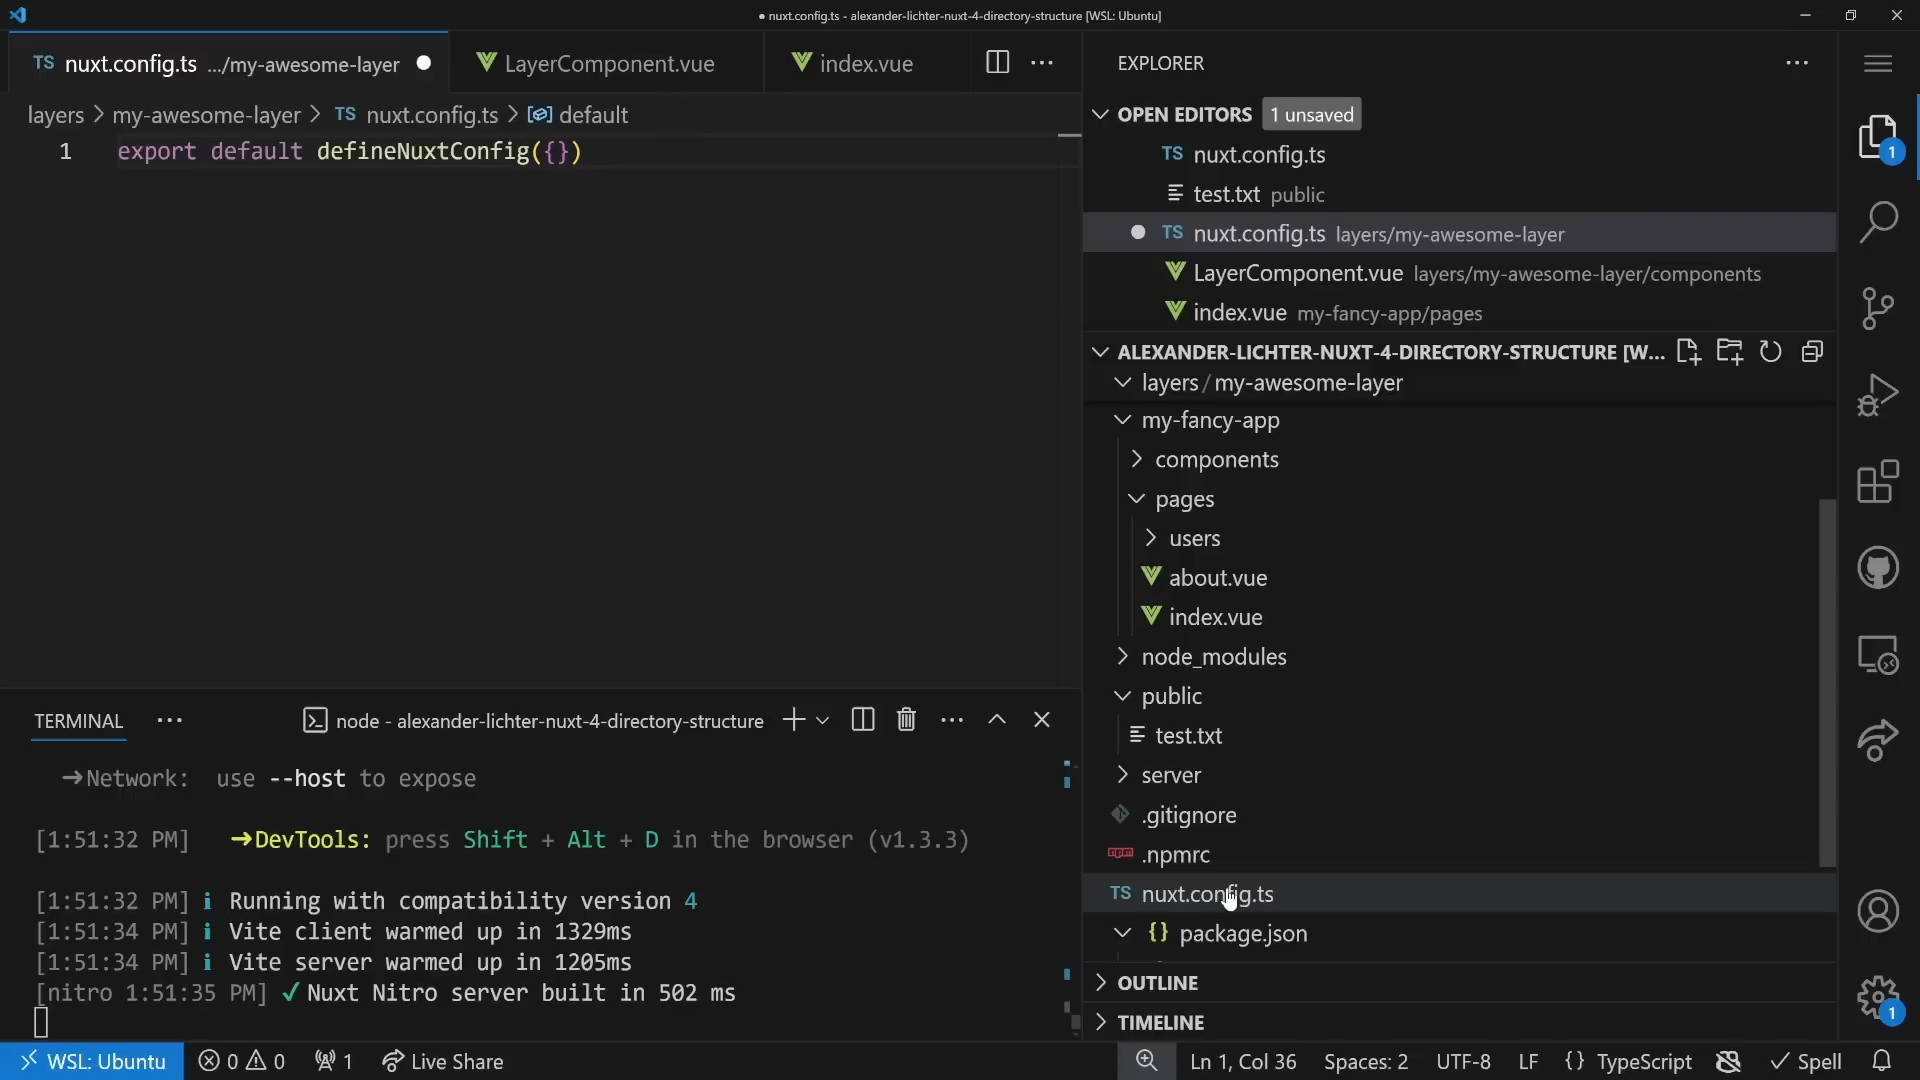 nuxt.config.ts - alexander-lichter-nuxt-4-directory-structure [WSL: Ubuntu]
TS nuxt.config.ts .../my-awesome-layer
LayerComponent.vue
index.vue
layers > my-awesome-layer > TS nuxt.config.ts > default
1 export default defineNuxtConfig({})
EXPLORER
OPEN EDITORS 1 unsaved
TS nuxt.config.ts
test.txt public
TS nuxt.config.ts layers/my-awesome-layer
LayerComponent.vue layers/my-awesome-layer/components
index.vue my-fancy-app/pages
ALEXANDER-LICHTER-NUXT-4-DIRECTORY-STRUCTURE [W...
layers / my-awesome-layer
my-fancy-app
components
pages
users
about.vue
index.vue
node_modules
public
test.txt
server
.gitignore
.npmrc
TS nuxt.config.ts
{} package.json
OUTLINE
TIMELINE
1
1
TERMINAL
node - alexander-lichter-nuxt-4-directory-structure
➜Network: use --host to expose
[1:51:32 PM] ➜DevTools: press Shift + Alt + D in the browser (v1.3.3)
[1:51:32 PM] ℹ Running with compatibility version 4
[1:51:34 PM] ℹ Vite client warmed up in 1329ms
[1:51:34 PM] ℹ Vite server warmed up in 1205ms
[nitro 1:51:35 PM] ✓ Nuxt Nitro server built in 502 ms
WSL: Ubuntu 0 0 1 Live Share Ln 1, Col 36 Spaces: 2 UTF-8 LF {} TypeScript Spell